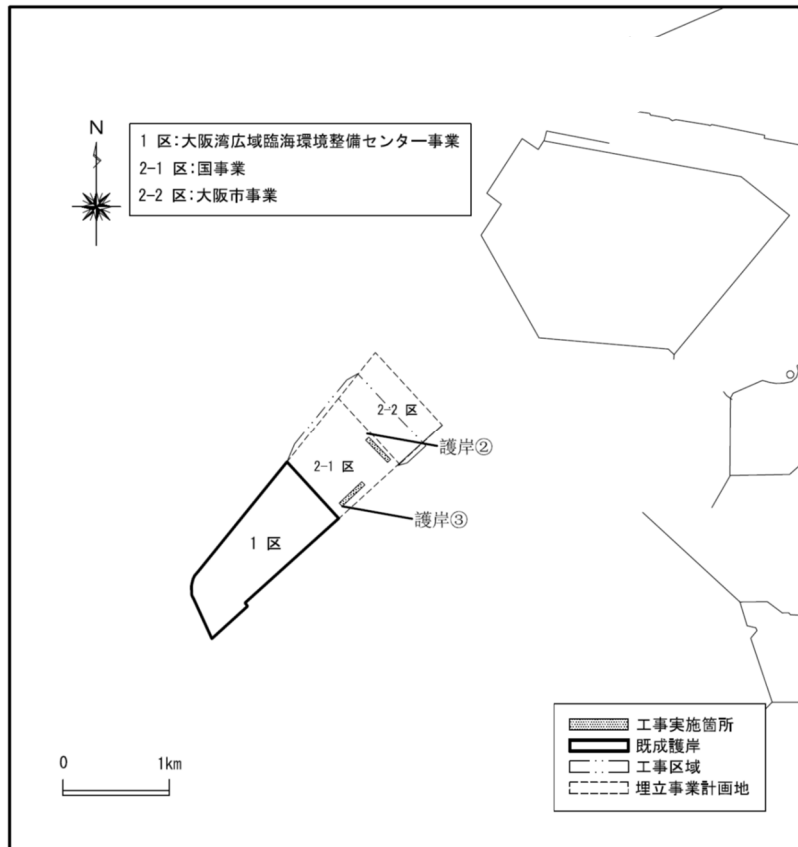 N
1 区:大阪湾広域臨海環境整備センター事業
2-1 区:国事業
2-2 区:大阪市事業
2-2 区
護岸②
2-1 区
護岸③
1 区
工事実施箇所
既成護岸
工事区域
埋立事業計画地
0 1km